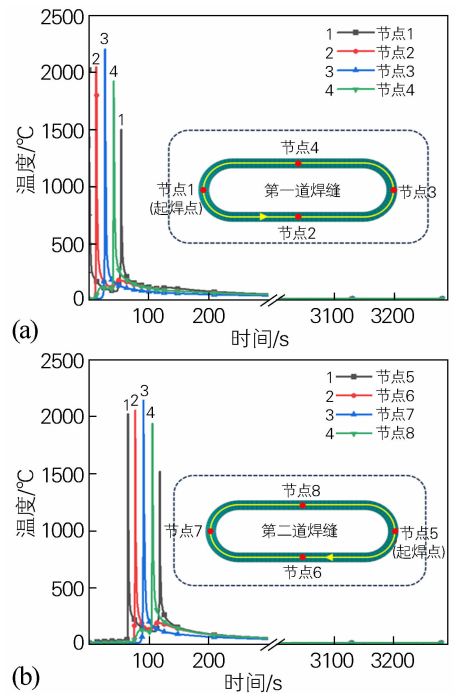 2500
2000
1500
1000
500
0
温度/℃
1
2
3
4
1
1 节点1
2 节点2
3 节点3
4 节点4
节点4
节点1
(起焊点)
第一道焊缝
节点3
节点2
100
200
3100
3200
时间/s
(a)
2500
2000
1500
1000
500
0
温度/℃
1
2
3
4
1 节点5
2 节点6
3 节点7
4 节点8
节点8
节点7
第二道焊缝
节点5
(起焊点)
节点6
100
200
3100
3200
时间/s
(b)